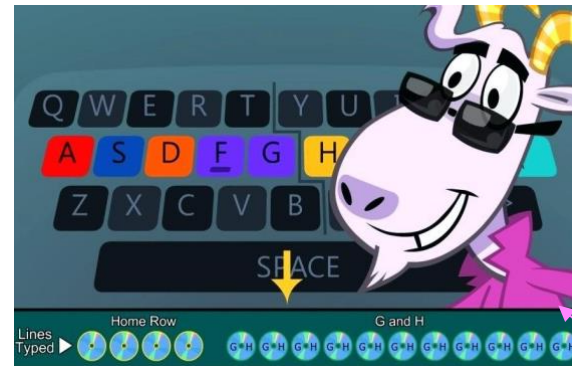 Q W E R T Y U
A S D F G H
Z X C V B
SPACE
Home Row
G and H
Lines
Typed
G*H G*H G*H G*H G*H G*H G*H G*H G*H G*H G*H